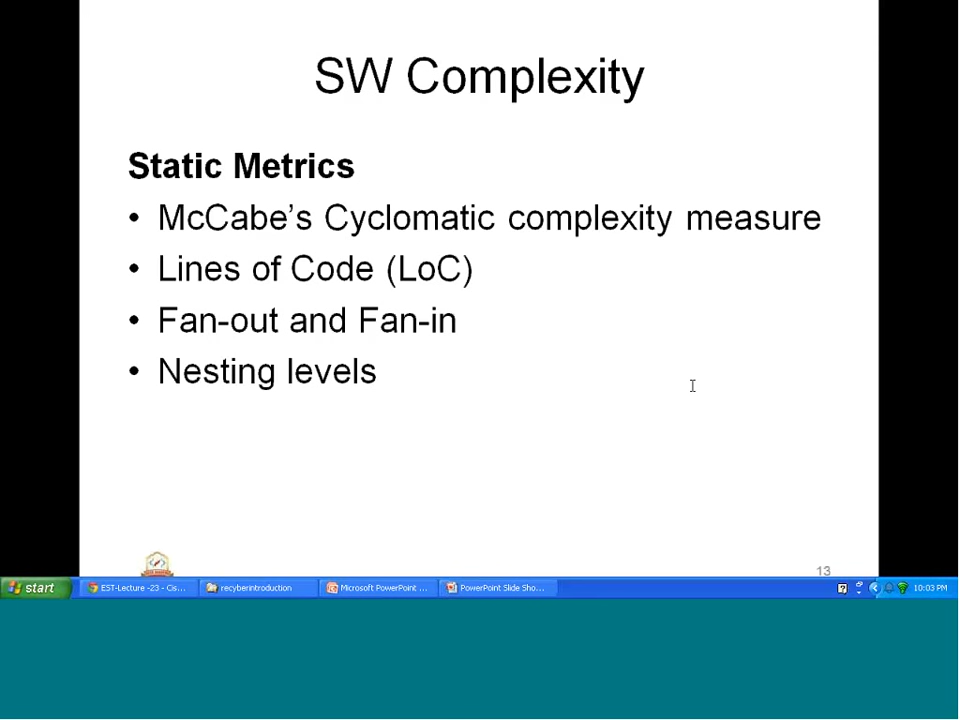 SW Complexity
Static Metrics
• McCabe’s Cyclomatic complexity measure
• Lines of Code (LoC)
• Fan-out and Fan-in
• Nesting levels
13
start
EST-Lecture -23 - Cis...
recyberintroduction
Microsoft PowerPoint ...
PowerPoint Slide Sho...
10:03 PM